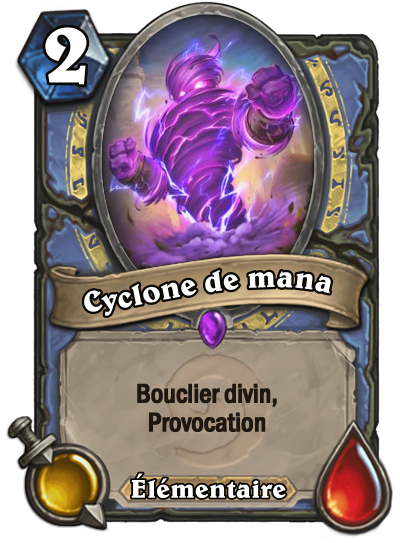 2
Cyclone de mana
Bouclier divin,
Provocation
Élémentaire